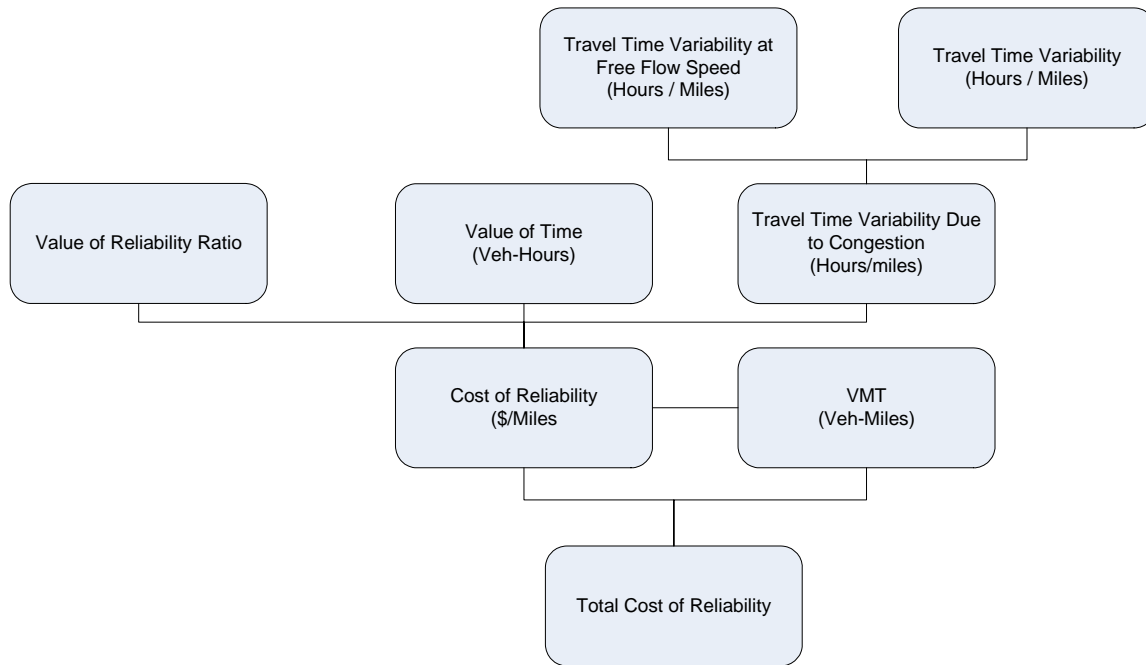 Travel Time Variability at
Free Flow Speed
(Hours / Miles)
Travel Time Variability
(Hours / Miles)
Value of Reliability Ratio
Value of Time
(Veh-Hours)
Travel Time Variability Due
to Congestion
(Hours/miles)
Cost of Reliability
($/Miles
VMT
(Veh-Miles)
Total Cost of Reliability